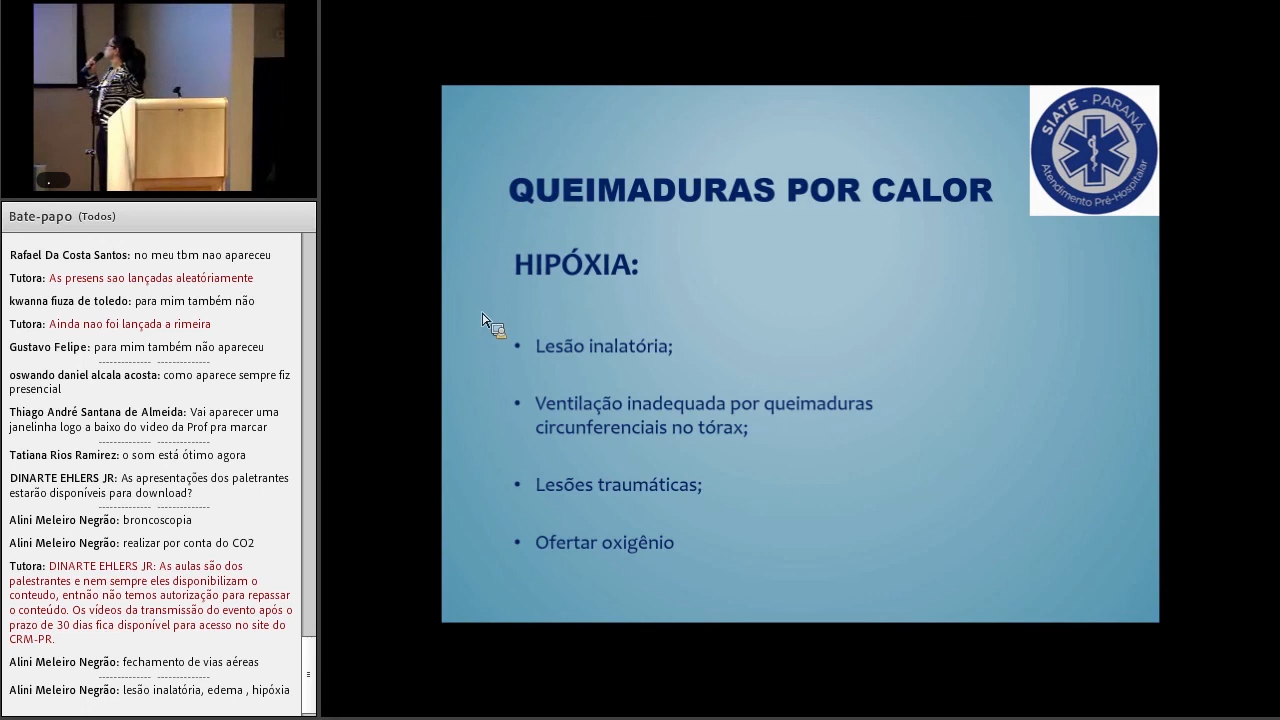 Bate-papo (Todos)
Rafael Da Costa Santos: no meu tbm nao apareceu
Tutora: As presens sao lançadas aleatóriamente
kwanna fiuza de toledo: para mim também não
Tutora: Ainda nao foi lançada a rimeira
Gustavo Felipe: para mim também não apareceu
-------------- --------------
oswando daniel alcala acosta: como aparece sempre fiz
presencial
Thiago André Santana de Almeida: Vai aparecer uma
janelinha logo a baixo do video da Prof pra marcar
-------------- --------------
Tatiana Rios Ramirez: o som está ótimo agora
DINARTE EHLERS JR: As apresentações dos paletrantes
estarão disponíveis para download?
-------------- --------------
Alini Meleiro Negrão: broncoscopia
Alini Meleiro Negrão: realizar por conta do CO2
Tutora: DINARTE EHLERS JR: As aulas são dos
palestrantes e nem sempre eles disponibilizam o
conteudo, entnão não temos autorização para repassar
o conteúdo. Os vídeos da transmissão do evento após o
prazo de 30 dias fica disponível para acesso no site do
CRM-PR.
Alini Meleiro Negrão: fechamento de vias aéreas
-------------- --------------
Alini Meleiro Negrão: lesão inalatória, edema , hipóxia
SIATE - PARANÁ
Atendimento Pré-Hospitalar
QUEIMADURAS POR CALOR
HIPÓXIA:
• Lesão inalatória;
• Ventilação inadequada por queimaduras
circunferenciais no tórax;
• Lesões traumáticas;
• Ofertar oxigênio